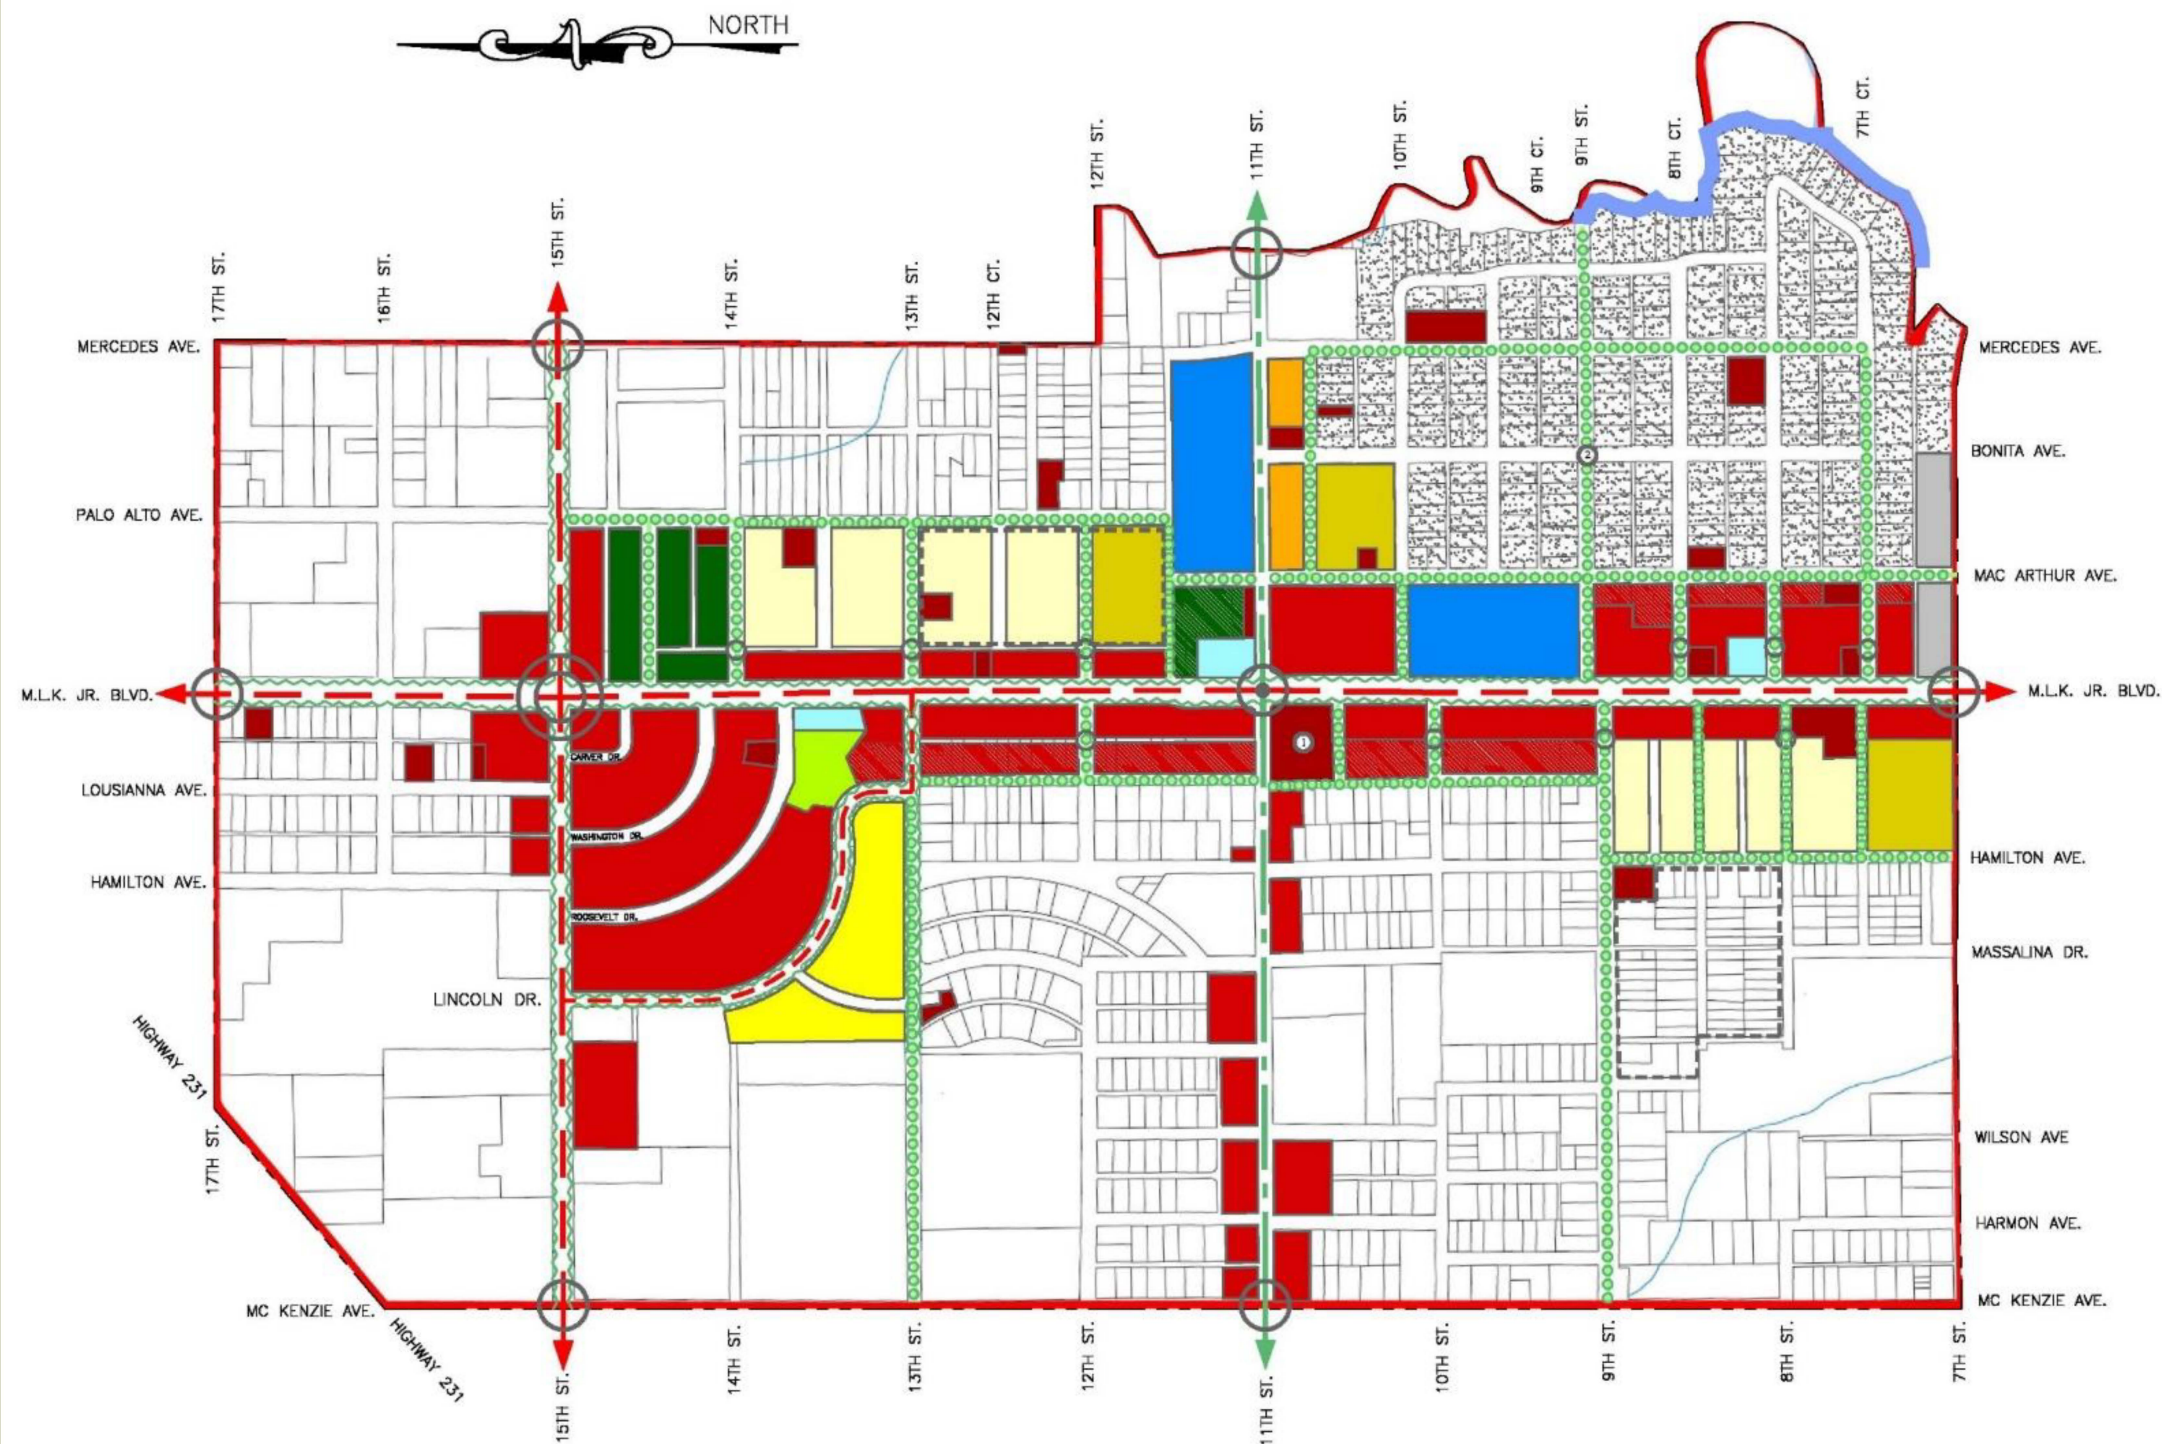 NORTH
17TH ST.
16TH ST.
15TH ST.
14TH ST.
13TH ST.
12TH CT.
12TH ST.
11TH ST.
10TH ST.
9TH CT.
9TH ST.
8TH CT.
7TH CT.
MERCEDES AVE.
MERCEDES AVE.
BONITA AVE.
2
PALO ALTO AVE.
MAC ARTHUR AVE.
M.L.K. JR. BLVD.
M.L.K. JR. BLVD.
1
CARVER DR.
LOUSIANNA AVE.
WASHINGTON DR.
HAMILTON AVE.
HAMILTON AVE.
ROOSEVELT DR.
MASSALINA DR.
LINCOLN DR.
HIGHWAY 231
17TH ST.
WILSON AVE
HARMON AVE.
MC KENZIE AVE.
MC KENZIE AVE.
HIGHWAY 231
15TH ST.
14TH ST.
13TH ST.
12TH ST.
11TH ST.
10TH ST.
9TH ST.
8TH ST.
7TH ST.